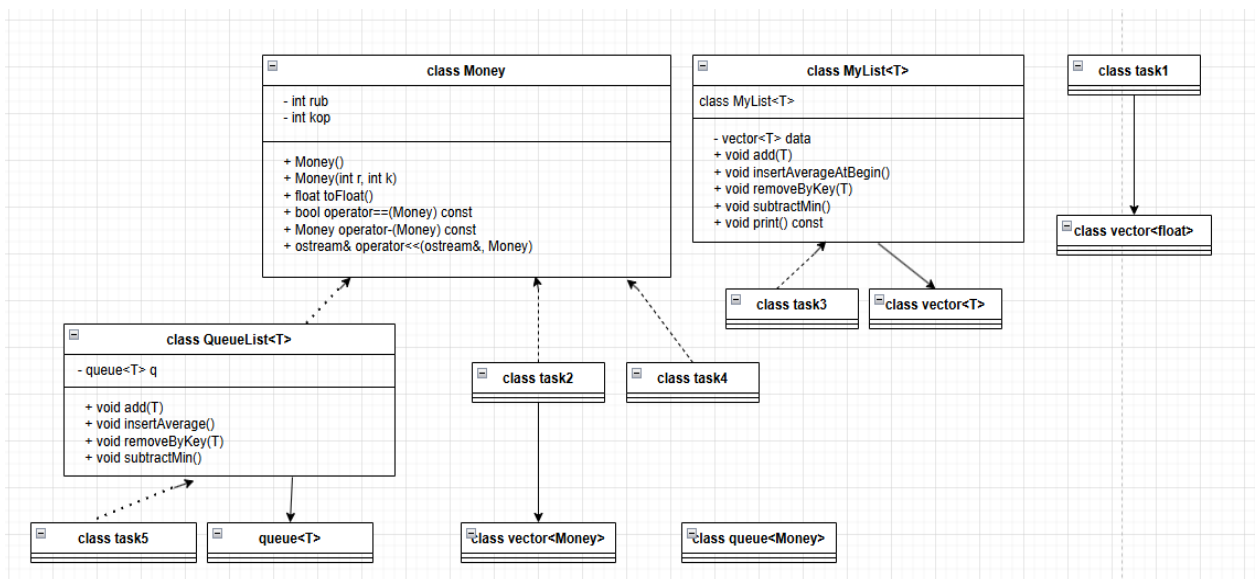 class Money
- int rub
- int kop
+ Money()
+ Money(int r, int k)
+ float toFloat()
+ bool operator==(Money) const
+ Money operator-(Money) const
+ ostream& operator<<(ostream&, Money)
class MyList<T>
class MyList<T>
- vector<T> data
+ void add(T)
+ void insertAverageAtBegin()
+ void removeByKey(T)
+ void subtractMin()
+ void print() const
class task1
class vector<float>
class task3
class vector<T>
class QueueList<T>
- queue<T> q
+ void add(T)
+ void insertAverage()
+ void removeByKey(T)
+ void subtractMin()
class task2
class task4
class task5
queue<T>
class vector<Money>
class queue<Money>